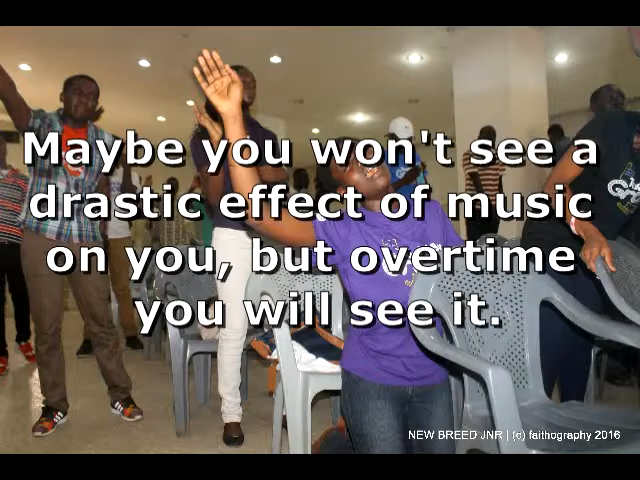 Maybe you won't see a
drastic effect of music
on you, but overtime
you will see it.
NEW BREED JNR | (c) faithography 2016